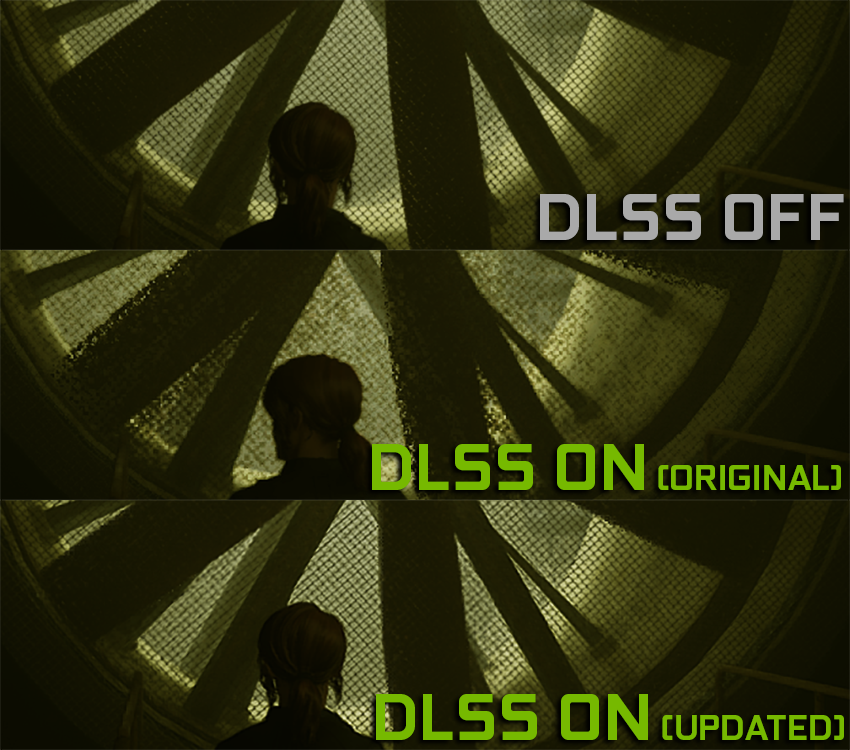 DLSS OFF
DLSS ON (ORIGINAL)
DLSS ON (UPDATED)